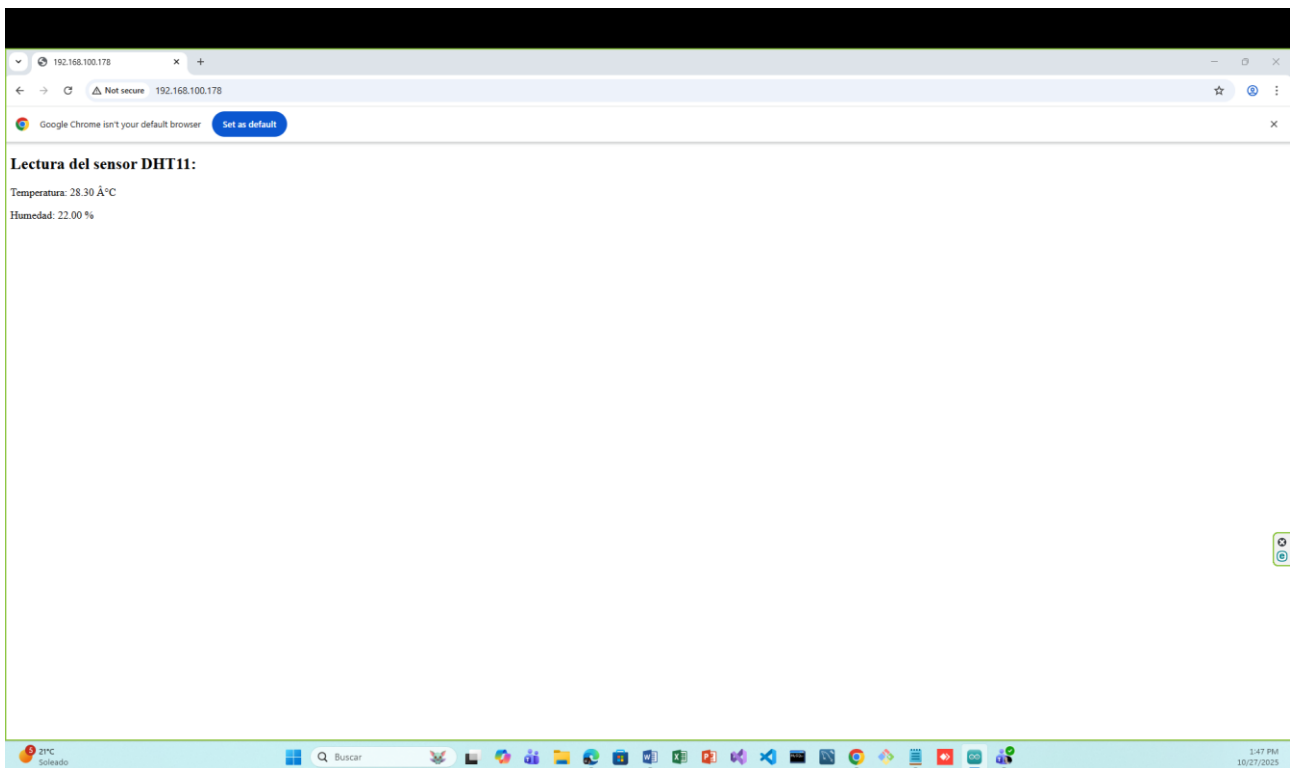 192.168.100.178
Not secure 192.168.100.178
Google Chrome isn't your default browser Set as default
Lectura del sensor DHT11:
Temperatura: 28.30 Â°C
Humedad: 22.00 %
5
21°C
Soleado
Buscar
1:47 PM
10/27/2025